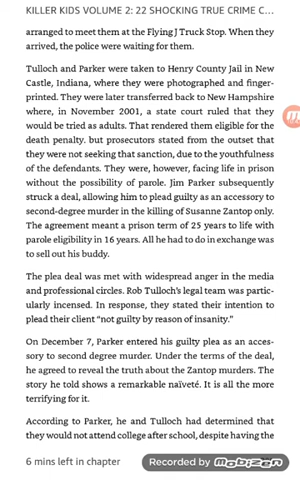 KILLER KIDS VOLUME 2: 22 SHOCKING TRUE CRIME C...
arranged to meet them at the Flying J Truck Stop. When they
arrived, the police were waiting for them.
Tulloch and Parker were taken to Henry County Jail in New
Castle, Indiana, where they were photographed and finger-
printed. They were later transferred back to New Hampshire
where, in November 2001, a state court ruled that they
would be tried as adults. That rendered them eligible for the
death penalty. but prosecutors stated from the outset that
they were not seeking that sanction, due to the youthfulness
of the defendants. They were, however, facing life in prison
without the possibility of parole. Jim Parker subsequently
struck a deal, allowing him to plead guilty as an accessory to
second-degree murder in the killing of Susanne Zantop only.
The agreement meant a prison term of 25 years to life with
parole eligibility in 16 years. All he had to do in exchange was
to sell out his buddy.
The plea deal was met with widespread anger in the media
and professional circles. Rob Tulloch's legal team was partic-
ularly incensed. In response, they stated their intention to
plead their client "not guilty by reason of insanity."
On December 7, Parker entered his guilty plea as an acces-
sory to second degree murder. Under the terms of the deal,
he agreed to reveal the truth about the Zantop murders. The
story he told shows a remarkable naïveté. It is all the more
terrifying for it.
According to Parker, he and Tulloch had determined that
they would not attend college after school, despite having the
6 mins left in chapter
Recorded by Mobizen